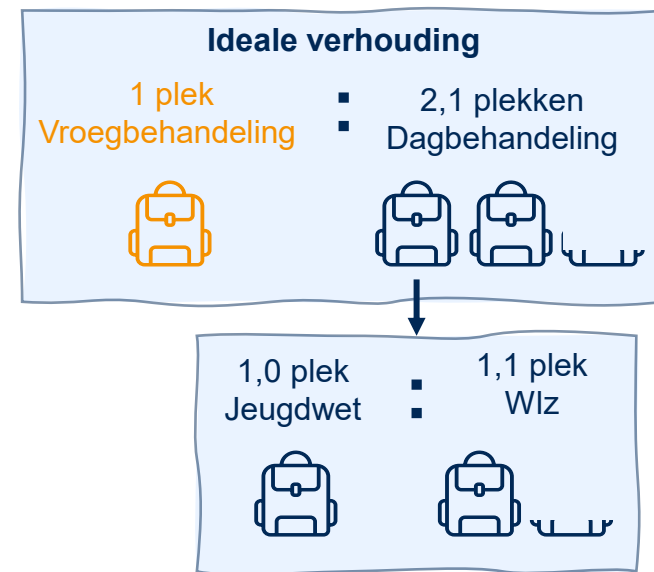 Ideale verhouding
1 plek
Vroegbehandeling
:
2,1 plekken
Dagbehandeling
1,0 plek
Jeugdwet
:
1,1 plek
Wlz